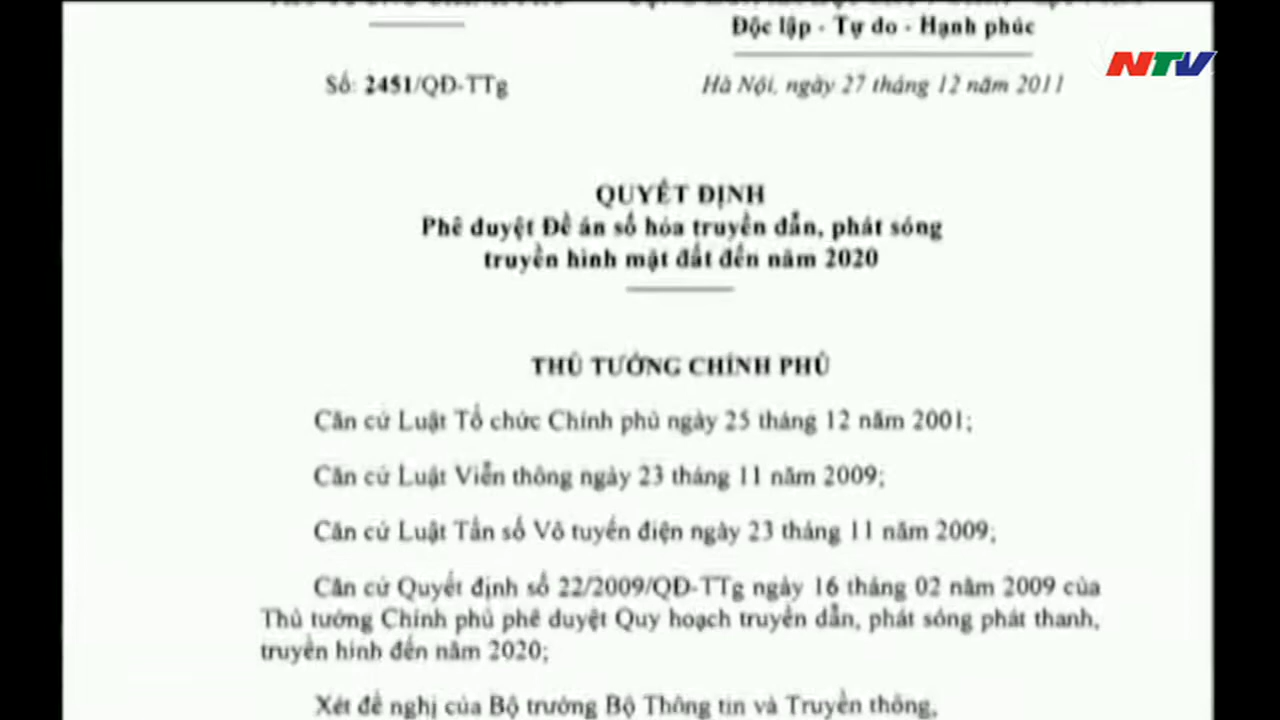 Độc lập - Tự do - Hạnh phúc
NTV
Số: 2451/QĐ-TTg
Hà Nội, ngày 27 tháng 12 năm 2011
QUYẾT ĐỊNH
Phê duyệt Đề án số hóa truyền dẫn, phát sóng
truyền hình mặt đất đến năm 2020
THỦ TƯỚNG CHÍNH PHỦ
Căn cứ Luật Tổ chức Chính phủ ngày 25 tháng 12 năm 2001;
Căn cứ Luật Viễn thông ngày 23 tháng 11 năm 2009;
Căn cứ Luật Tần số Vô tuyến điện ngày 23 tháng 11 năm 2009;
Căn cứ Quyết định số 22/2009/QĐ-TTg ngày 16 tháng 02 năm 2009 của
Thủ tướng Chính phủ phê duyệt Quy hoạch truyền dẫn, phát sóng phát thanh,
truyền hình đến năm 2020;
Xét đề nghị của Bộ trưởng Bộ Thông tin và Truyền thông,